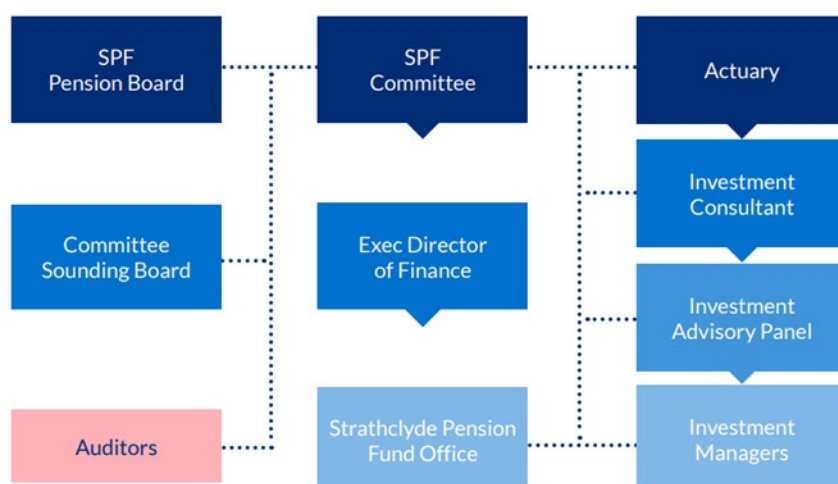 SPF
Pension Board
SPF
Committee
Actuary
Committee
Sounding Board
Exec Director
of Finance
Investment
Consultant
Investment
Advisory Panel
Auditors
Strathclyde Pension
Fund Office
Investment
Managers